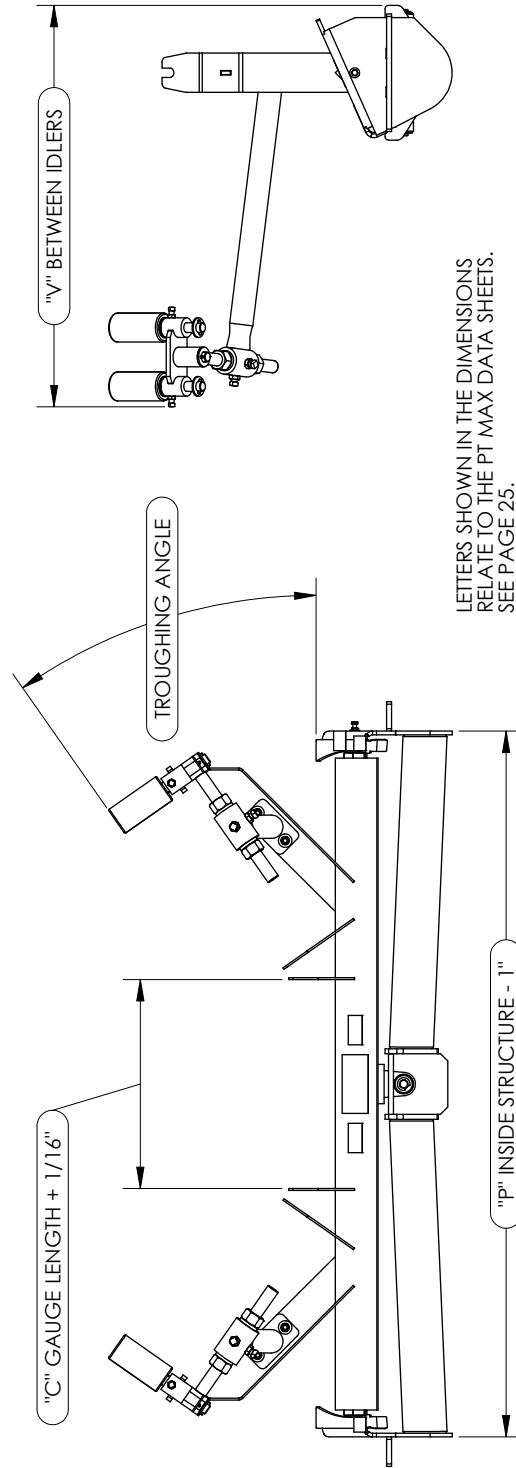 "C" GAUGE LENGTH + 1/16"
TROUGHING ANGLE
"V" BETWEEN IDLERS
"P" INSIDE STRUCTURE - 1"
LETTERS SHOWN IN THE DIMENSIONS
RELATE TO THE PT MAX DATA SHEETS.
SEE PAGE 25.